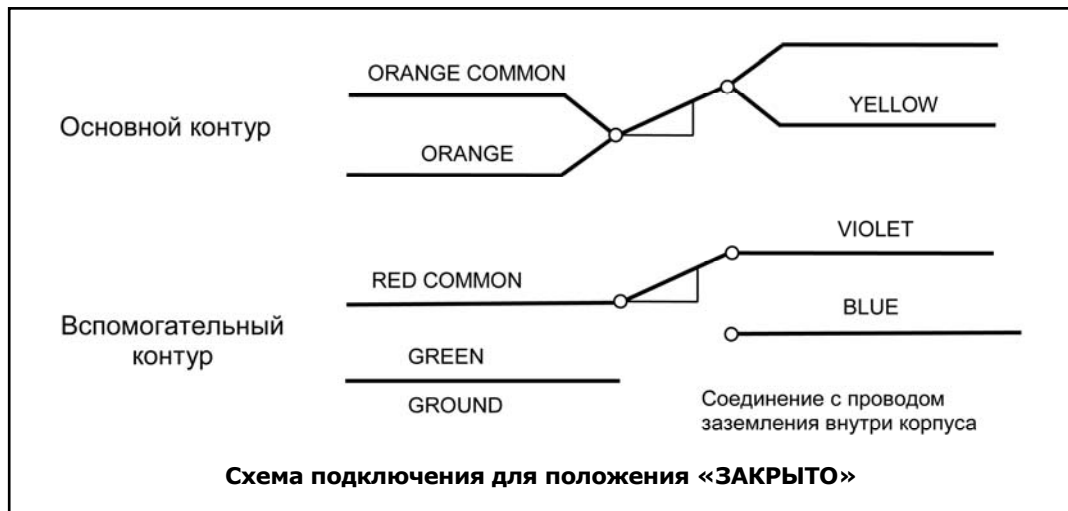 Основной контур
ORANGE COMMON
ORANGE
YELLOW
Вспомогательный
контур
RED COMMON
VIOLET
BLUE
GREEN
GROUND
Соединение с проводом
заземления внутри корпуса
Схема подключения для положения «ЗАКРЫТО»